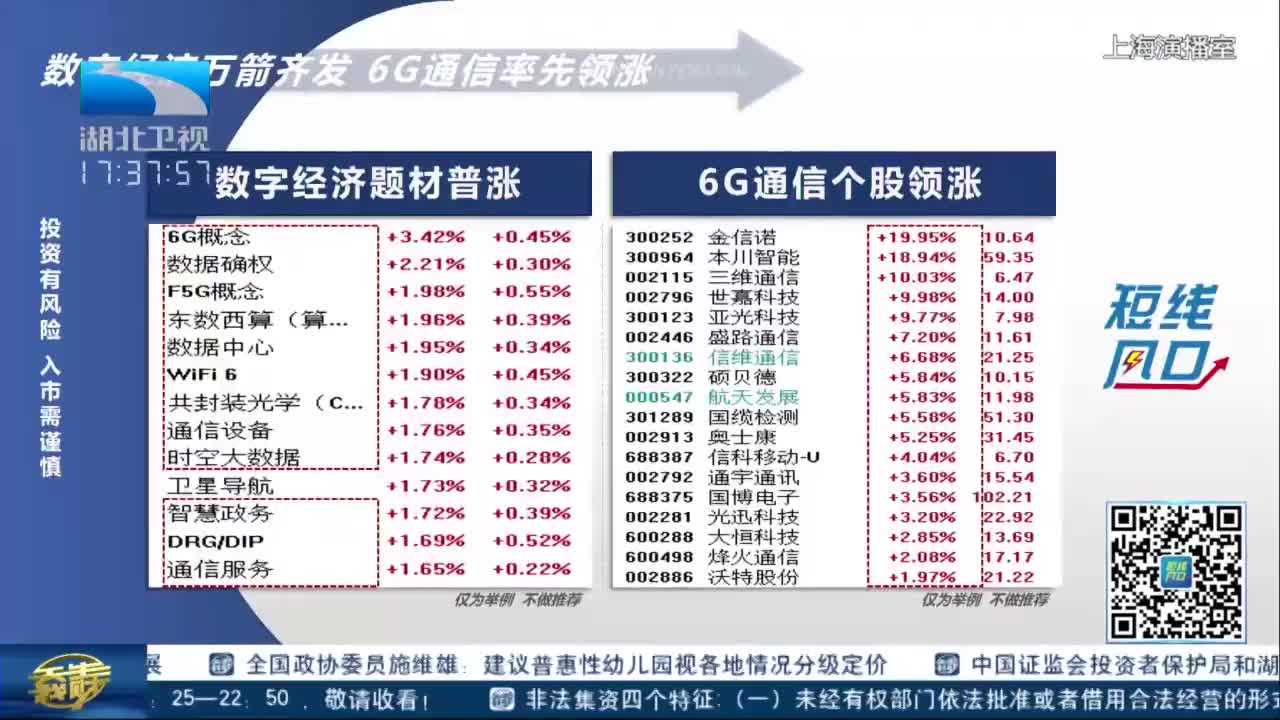 数字经济万箭齐发 6G通信率先领涨
上海演播室
湖北卫视
17:37:57
投资有风险 入市需谨慎
数字经济题材普涨
6G概念 +3.42% +0.45%
数据确权 +2.21% +0.30%
F5G概念 +1.98% +0.55%
东数西算（算... +1.96% +0.39%
数据中心 +1.95% +0.34%
WiFi 6 +1.90% +0.45%
共封装光学（C... +1.78% +0.34%
通信设备 +1.76% +0.35%
时空大数据 +1.74% +0.28%
卫星导航 +1.73% +0.32%
智慧政务 +1.72% +0.39%
DRG/DIP +1.69% +0.52%
通信服务 +1.65% +0.22%
仅为举例 不做推荐
6G通信个股领涨
300252 金信诺 +19.95% 10.64
300964 本川智能 +18.94% 59.35
002115 三维通信 +10.03% 6.47
002796 世嘉科技 +9.98% 14.00
300123 亚光科技 +9.77% 7.98
002446 盛路通信 +7.20% 11.61
300136 信维通信 +6.68% 21.25
300322 硕贝德 +5.84% 10.15
000547 航天发展 +5.83% 11.98
301289 国缆检测 +5.58% 51.30
002913 奥士康 +5.25% 31.45
688387 信科移动-U +4.04% 6.70
002792 通宇通讯 +3.60% 15.54
688375 国博电子 +3.56% 102.21
002281 光迅科技 +3.20% 22.92
600288 大恒科技 +2.85% 13.69
600498 烽火通信 +2.08% 17.17
002886 沃特股份 +1.97% 21.22
仅为举例 不做推荐
短线
风口
展 全国政协委员施维雄：建议普惠性幼儿园视各地情况分级定价 中国证监会投资者保护局和湖
：25—22：50 ，敬请收看！ 非法集资四个特征：（一）未经有权部门依法批准或者借用合法经营的形式